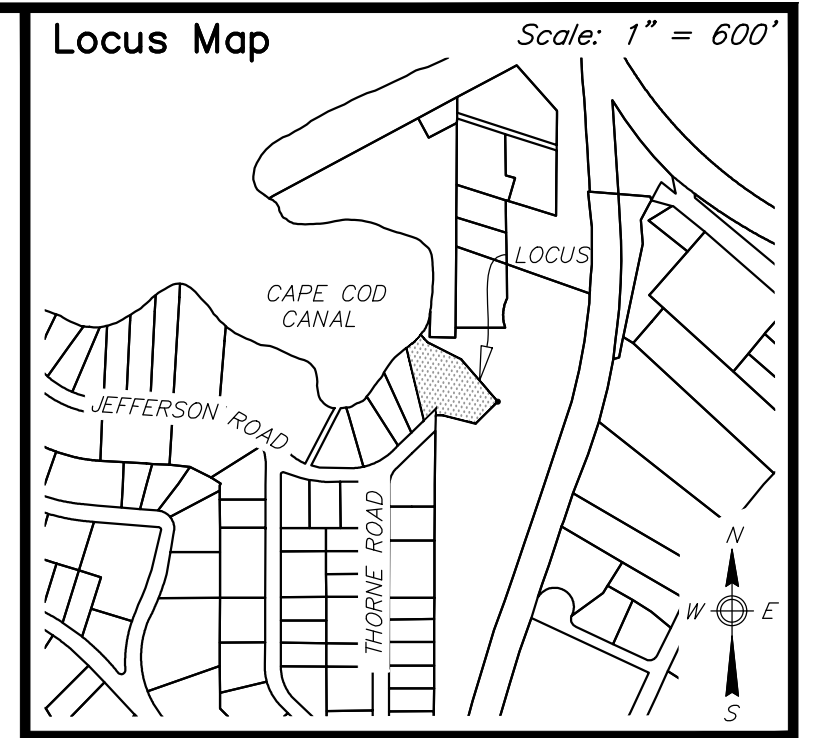 Locus Map
Scale: 1" = 600'
LOCUS
CAPE COD
CANAL
JEFFERSON ROAD
THORNE ROAD
N
W E
S